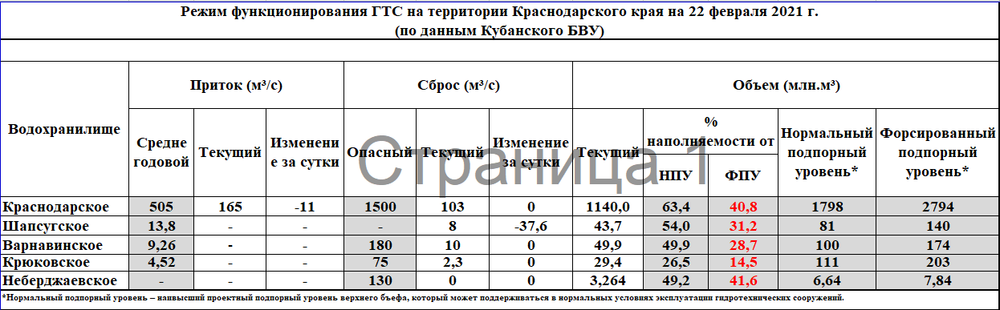 Режим функционирования ГТС на территории Краснодарского края на 22 февраля 2021 г.
(по данным Кубанского БВУ)
Водохранилище Приток (м³/с) Сброс (м³/с) Объем (млн.м³)
Средне годовой Текущий Изменени е за сутки Опасный Текущий Изменение за сутки Текущий % наполняемости от Нормальный подпорный уровень* Форсированный подпорный уровень*
НПУ ФПУ
Страница 1
Краснодарское 505 165 -11 1500 103 0 1140,0 63,4 40,8 1798 2794
Шапсугское 13,8 - - - 8 -37,6 43,7 54,0 31,2 81 140
Варнавинское 9,26 - - 180 10 0 49,9 49,9 28,7 100 174
Крюковское 4,52 - - 75 2,3 0 29,4 26,5 14,5 111 203
Неберджаевское - - - 130 0 0 3,264 49,2 41,6 6,64 7,84
*Нормальный подпорный уровень – наивысший проектный подпорный уровень верхнего бьефа, который может поддерживаться в нормальных условиях эксплуатации гидротехнических сооружений.